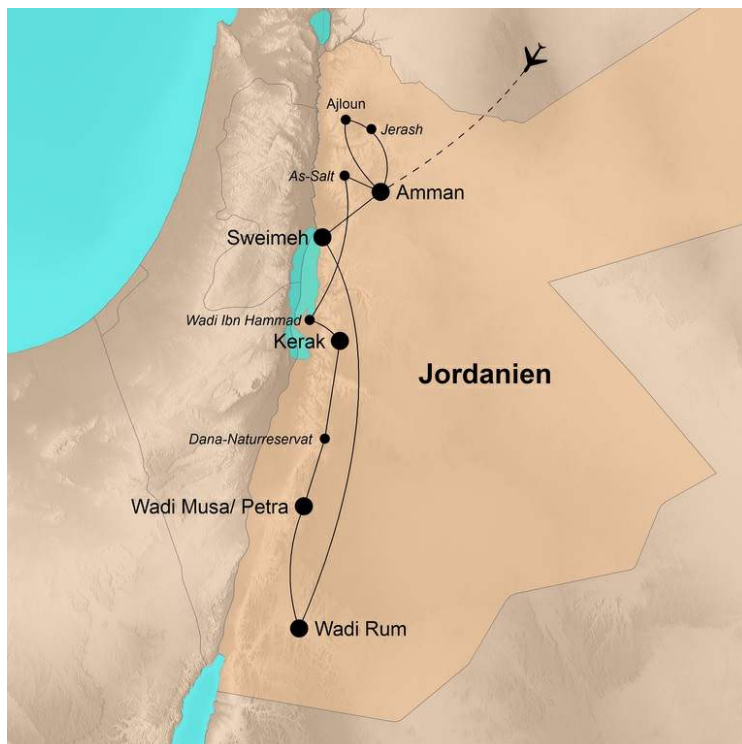 Ajloun
Jerash
As-Salt
Amman
Sweimeh
Wadi Ibn Hammad
Kerak
Jordanien
Dana-Naturreservat
Wadi Musa/ Petra
Wadi Rum